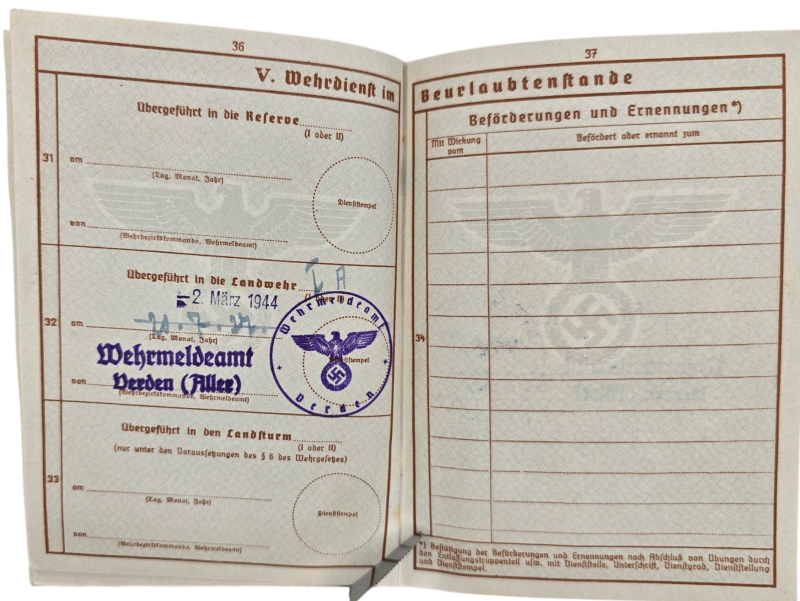 36
V. Wehrdienst im
31
Übergeführt in die Reserve
(I oder II)
am
(Tag, Monat, Jahr)
Dienststempel
von
(Wehrbezirkskommando, Wehrmeldeamt)
32
Übergeführt in die Landwehr I A
2. März 1944
am
(Tag, Monat, Jahr)
Wehrmeldeamt
Verden (Aller)
von
(Wehrbezirkskommando, Wehrmeldeamt)
Wehrmeldeamt
Verden
33
Übergeführt in den Landsturm
(I oder II)
(nur unter den Voraussetzungen des § 6 des Wehrgesetzes)
am
(Tag, Monat, Jahr)
Dienststempel
von
(Wehrbezirkskommando, Wehrmeldeamt)
37
Beurlaubtenstande
Beförderungen und Ernennungen*)
Mit Wirkung vom
Befördert oder ernannt zum
34
*) Bestätigung der Beförderungen und Ernennungen nach Abschluß von Übungen durch
den Entlassungstruppenteil usw. mit Dienststelle, Unterschrift, Dienstgrad, Dienststellung
und Dienststempel.